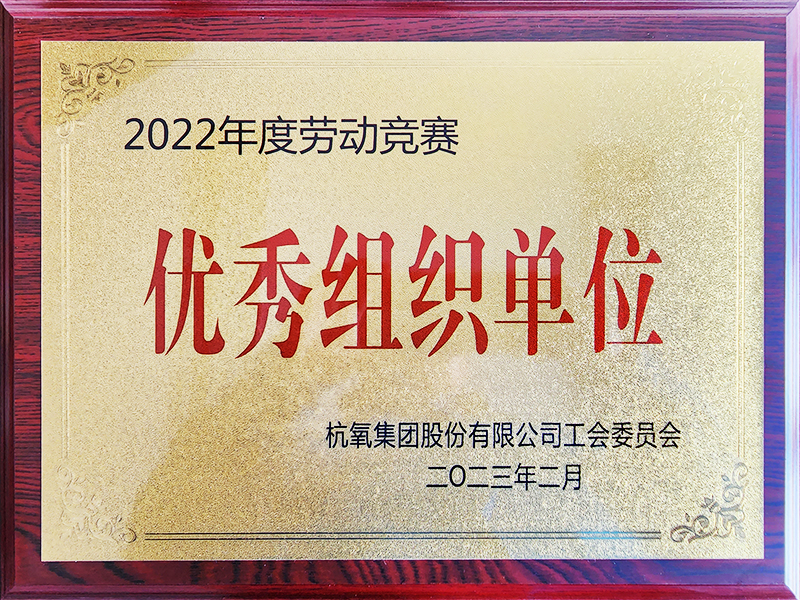 2022年度劳动竞赛
优秀组织单位
杭氧集团股份有限公司工会委员会
二〇二三年二月